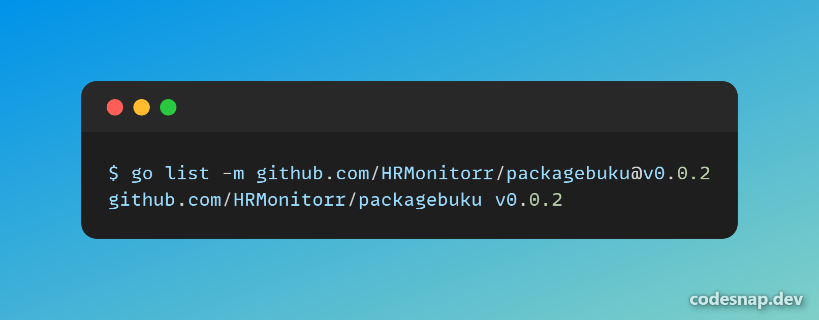 $ go list -m github.com/HRMonitorr/packagebuku@v0.0.2
github.com/HRMonitorr/packagebuku v0.0.2
codesnap.dev